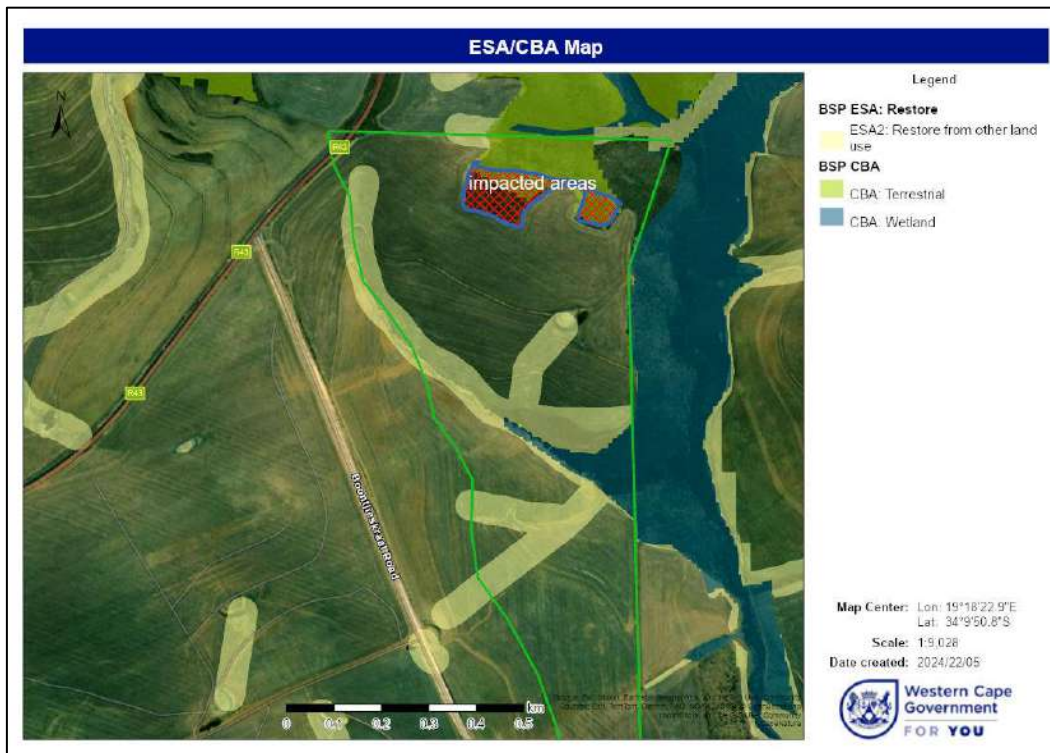 ESA/CBA Map
Legend
BSP ESA: Restore
ESA2: Restore from other land
use
BSP CBA
CBA: Terrestrial
CBA: Wetland
N
R43
impacted areas
R43
R43
Road
0 0.1 0.2 0.3 0.4 0.5 km
Map Center: Lon: 19°18'22.9"E
Lat: 34°9'50.8"S
Scale: 1:9,028
Date created: 2024/22/05
Western Cape
Government
FOR YOU